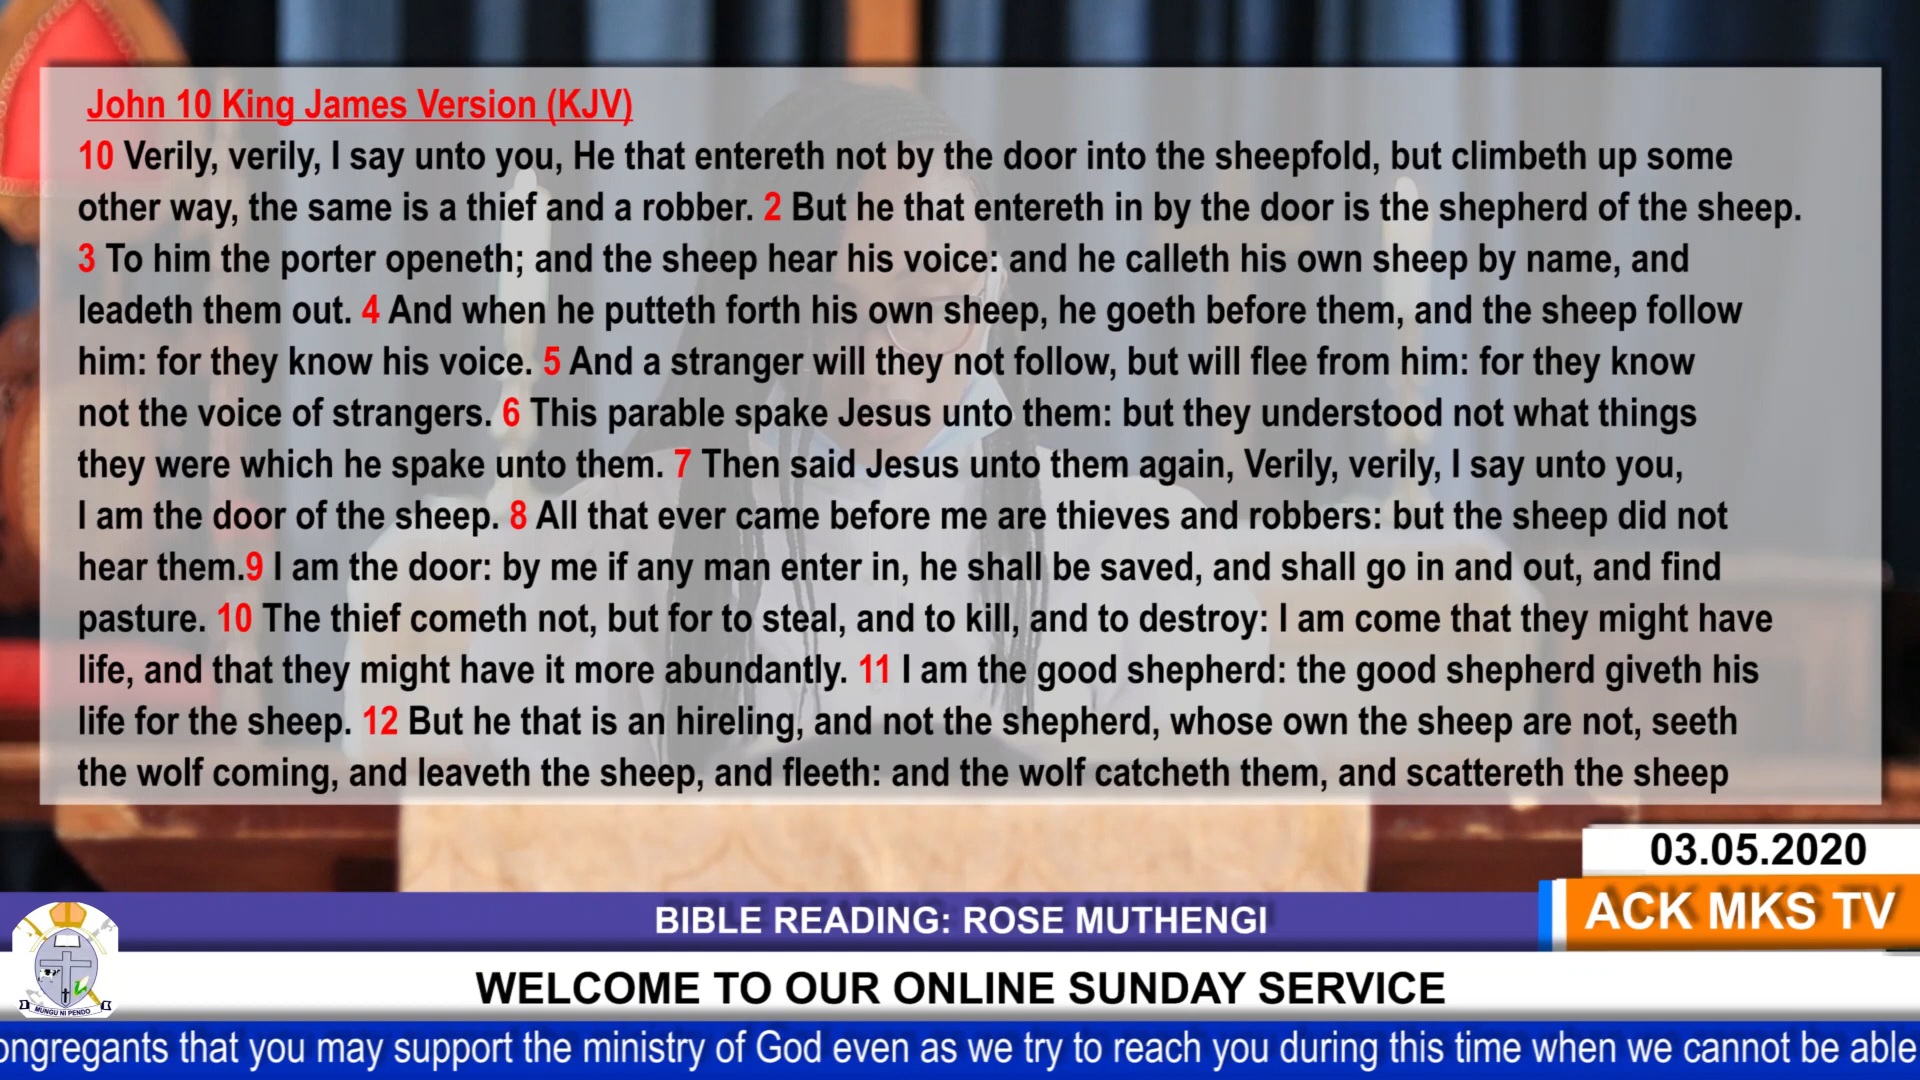 John 10 King James Version (KJV)
10 Verily, verily, I say unto you, He that entereth not by the door into the sheepfold, but climbeth up some
other way, the same is a thief and a robber. 2 But he that entereth in by the door is the shepherd of the sheep.
3 To him the porter openeth; and the sheep hear his voice: and he calleth his own sheep by name, and
leadeth them out. 4 And when he putteth forth his own sheep, he goeth before them, and the sheep follow
him: for they know his voice. 5 And a stranger will they not follow, but will flee from him: for they know
not the voice of strangers. 6 This parable spake Jesus unto them: but they understood not what things
they were which he spake unto them. 7 Then said Jesus unto them again, Verily, verily, I say unto you,
I am the door of the sheep. 8 All that ever came before me are thieves and robbers: but the sheep did not
hear them.9 I am the door: by me if any man enter in, he shall be saved, and shall go in and out, and find
pasture. 10 The thief cometh not, but for to steal, and to kill, and to destroy: I am come that they might have
life, and that they might have it more abundantly. 11 I am the good shepherd: the good shepherd giveth his
life for the sheep. 12 But he that is an hireling, and not the shepherd, whose own the sheep are not, seeth
the wolf coming, and leaveth the sheep, and fleeth: and the wolf catcheth them, and scattereth the sheep
03.05.2020
BIBLE READING: ROSE MUTHENGI
ACK MKS TV
WELCOME TO OUR ONLINE SUNDAY SERVICE
MUNGU NI PENDO
ongregants that you may support the ministry of God even as we try to reach you during this time when we cannot be able